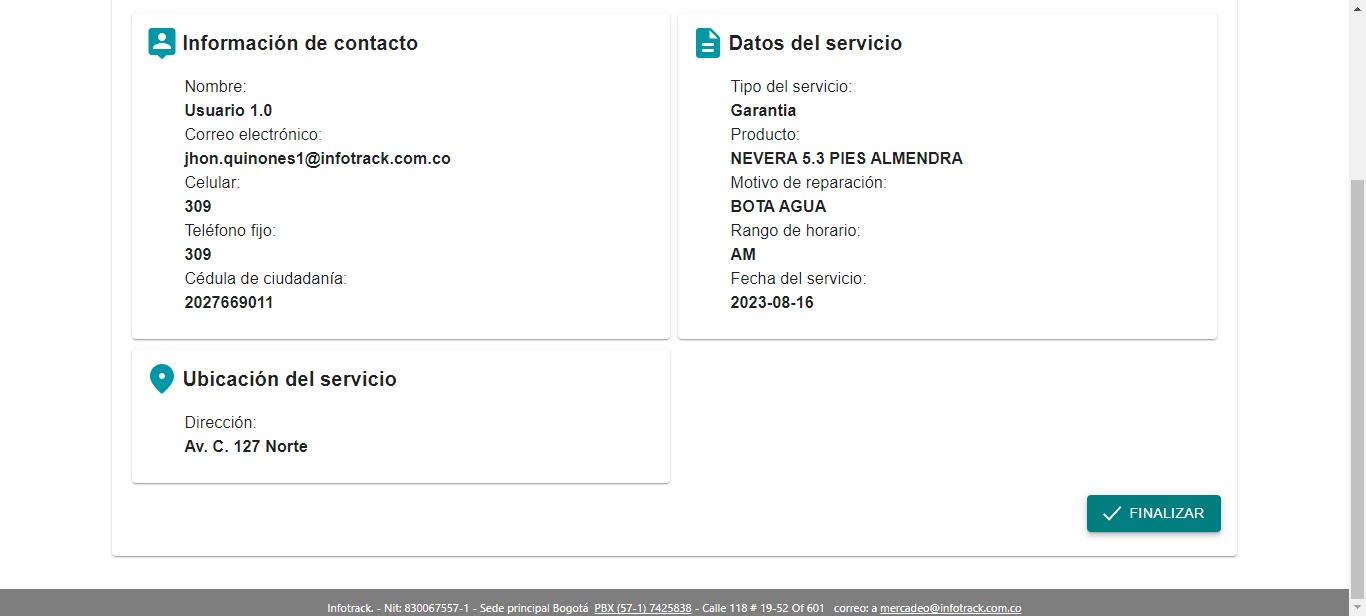 Información de contacto
Nombre:
Usuario 1.0
Correo electrónico:
jhon.quinones1@infotrack.com.co
Celular:
309
Teléfono fijo:
309
Cédula de ciudadanía:
2027669011
Datos del servicio
Tipo del servicio:
Garantia
Producto:
NEVERA 5.3 PIES ALMENDRA
Motivo de reparación:
BOTA AGUA
Rango de horario:
AM
Fecha del servicio:
2023-08-16
Ubicación del servicio
Dirección:
Av. C. 127 Norte
FINALIZAR
Infotrack. - Nit: 830067557-1 - Sede principal Bogotá PBX (57-1) 7425838 - Calle 118 # 19-52 Of 601 correo: a mercadeo@infotrack.com.co